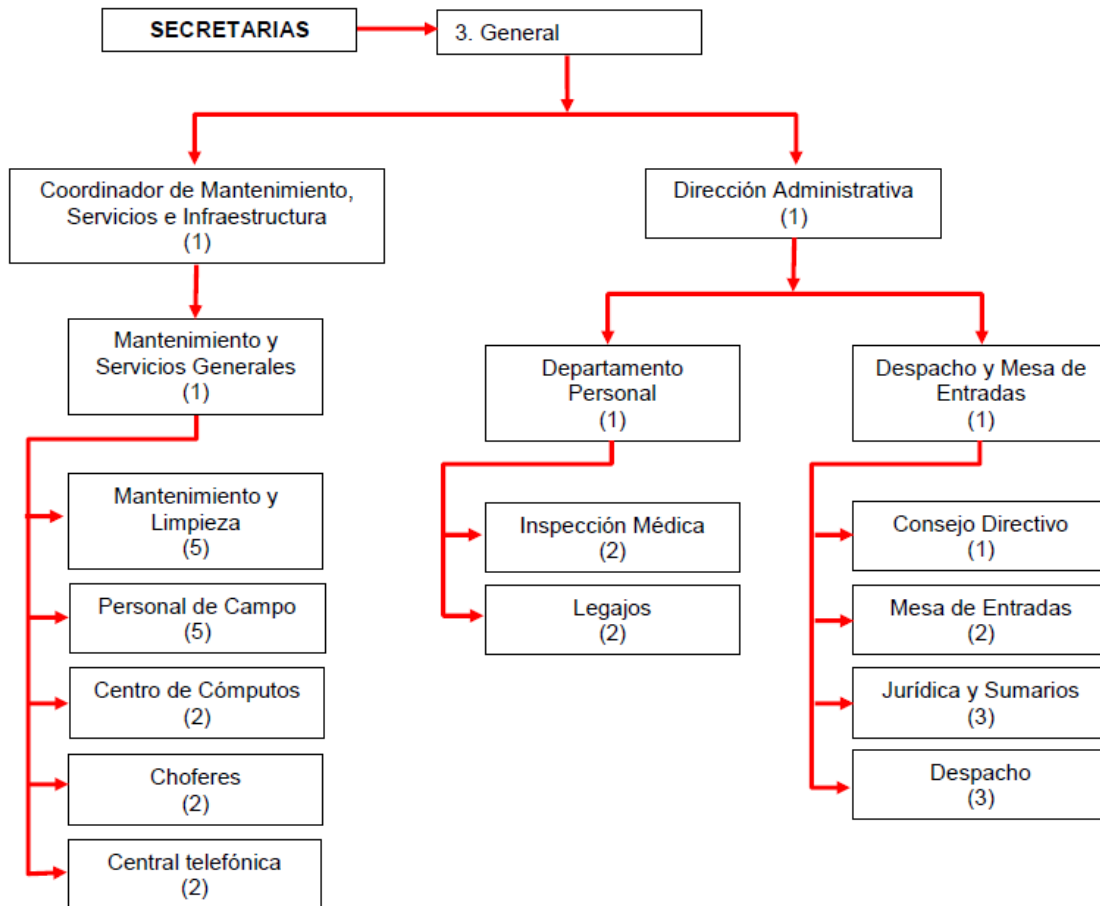 SECRETARIAS
3. General
Coordinador de Mantenimiento,
Servicios e Infraestructura
(1)
Dirección Administrativa
(1)
Mantenimiento y
Servicios Generales
(1)
Departamento
Personal
(1)
Despacho y Mesa de
Entradas
(1)
Mantenimiento y
Limpieza
(5)
Personal de Campo
(5)
Centro de Cómputos
(2)
Choferes
(2)
Central telefónica
(2)
Inspección Médica
(2)
Legajos
(2)
Consejo Directivo
(1)
Mesa de Entradas
(2)
Jurídica y Sumarios
(3)
Despacho
(3)